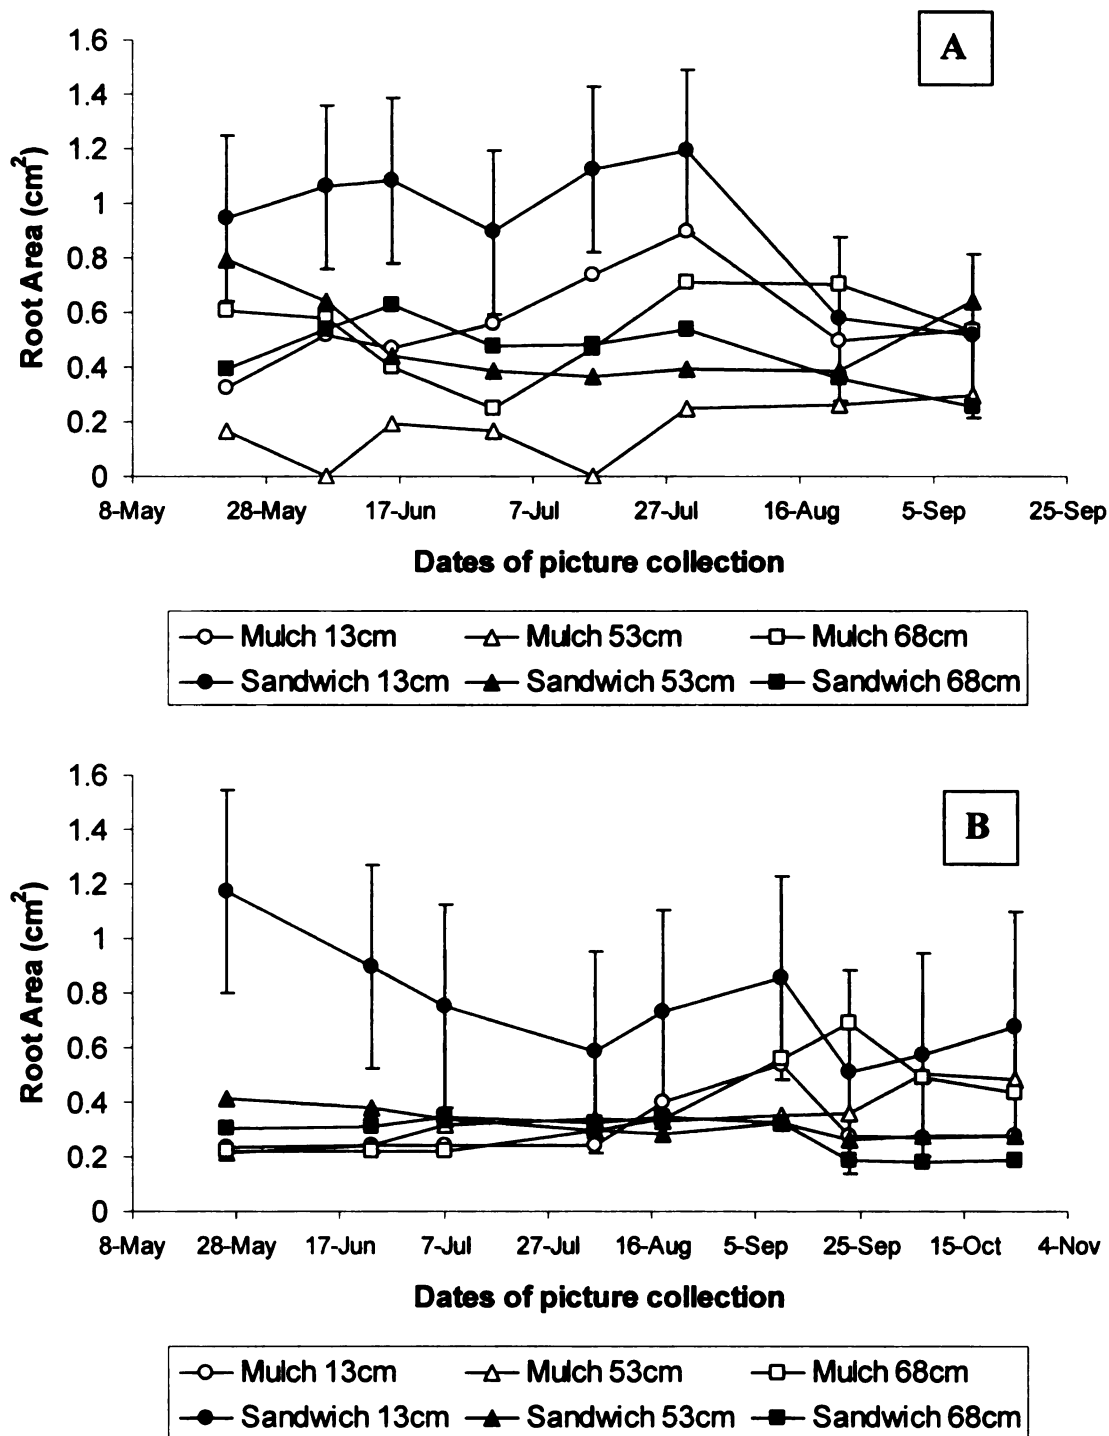 A
1.6
1.4
1.2
1
0.8
0.6
0.4
0.2
0
Root Area (cm²)
8-May 28-May 17-Jun 7-Jul 27-Jul 16-Aug 5-Sep 25-Sep
Dates of picture collection
Mulch 13cm Mulch 53cm Mulch 68cm
Sandwich 13cm Sandwich 53cm Sandwich 68cm
B
1.6
1.4
1.2
1
0.8
0.6
0.4
0.2
0
Root Area (cm²)
8-May 28-May 17-Jun 7-Jul 27-Jul 16-Aug 5-Sep 25-Sep 15-Oct 4-Nov
Dates of picture collection
Mulch 13cm Mulch 53cm Mulch 68cm
Sandwich 13cm Sandwich 53cm Sandwich 68cm